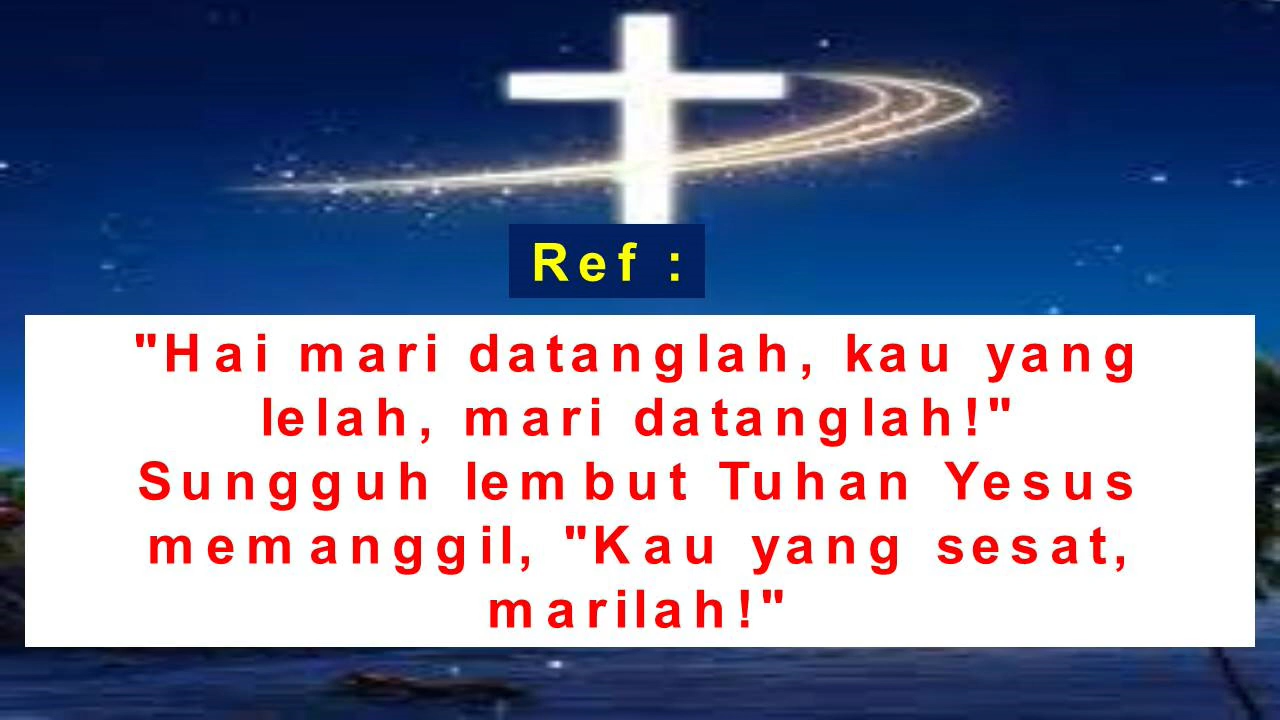 Ref :
"Hai mari datanglah, kau yang
lelah, mari datanglah!"
Sungguh lembut Tuhan Yesus
memanggil, "Kau yang sesat,
marilah!"